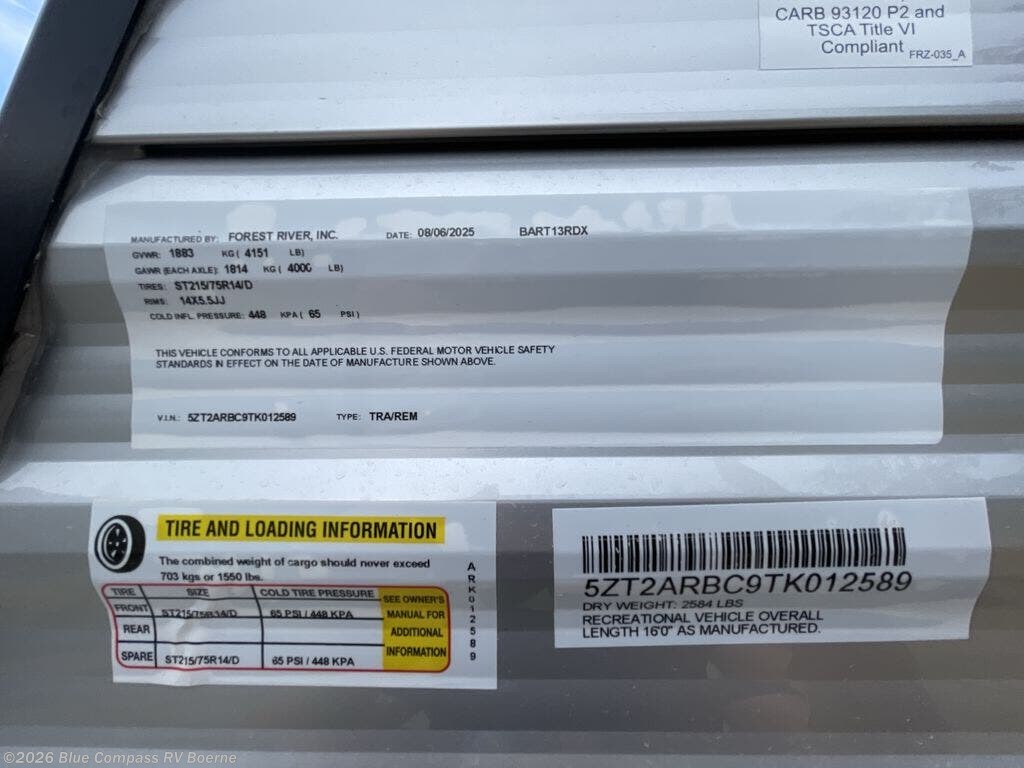 CARB 93120 P2 and
TSCA Title VI
Compliant FRZ-035_A
MANUFACTURED BY: FOREST RIVER, INC. DATE: 08/06/2025 BART13RDX
GVWR: 1883 KG ( 4151 LB)
GAWR (EACH AXLE): 1814 KG ( 4000 LB)
TIRES: ST215/75R14/D
RIMS: 14X5.5JJ
COLD INFL. PRESSURE: 448 KPA ( 65 PSI )
THIS VEHICLE CONFORMS TO ALL APPLICABLE U.S. FEDERAL MOTOR VEHICLE SAFETY
STANDARDS IN EFFECT ON THE DATE OF MANUFACTURE SHOWN ABOVE.
V.I.N.: 5ZT2ARBC9TK012589 TYPE: TRA/REM
TIRE AND LOADING INFORMATION
The combined weight of cargo should never exceed
703 kgs or 1550 lbs.
TIRE SIZE COLD TIRE PRESSURE SEE OWNER'S
FRONT ST215/75R14/D 65 PSI / 448 KPA MANUAL FOR
REAR ADDITIONAL
SPARE ST215/75R14/D 65 PSI / 448 KPA INFORMATION
ARK012589
5ZT2ARBC9TK012589
DRY WEIGHT: 2584 LBS
RECREATIONAL VEHICLE OVERALL
LENGTH 16'0" AS MANUFACTURED.
©2026 Blue Compass RV Boerne